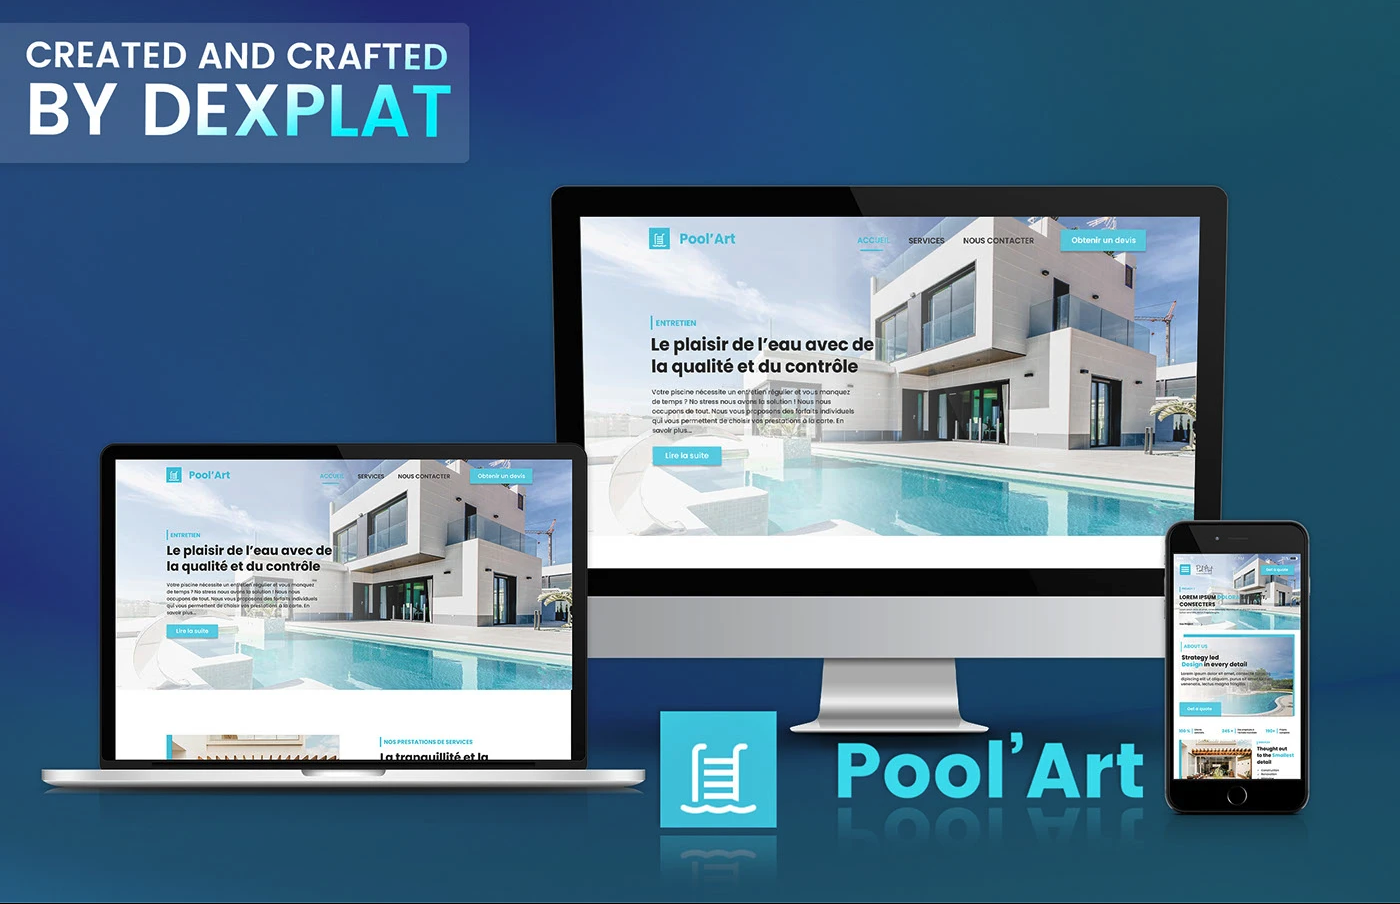 CREATED AND CRAFTED
BY DEXPLAT
Pool'Art
ACCUEIL
SERVICES
NOUS CONTACTER
Obtenir un devis
ENTRETIEN
Le plaisir de l'eau avec de
la qualité et du contrôle
Votre piscine nécessite un entretien régulier et vous manquez
de temps ? No stress nous avons la solution ! Nous nous
occupons de tout. Nous vous proposons des forfaits individuels
qui vous permettent de choisir vos prestations à la carte. En
savoir plus...
Lire la suite
Pool'Art
ACCUEIL
SERVICES
NOUS CONTACTER
Obtenir un devis
ENTRETIEN
Le plaisir de l'eau avec de
la qualité et du contrôle
Votre piscine nécessite un entretien régulier et vous manquez
de temps ? No stress nous avons la solution ! Nous nous
occupons de tout. Nous vous proposons des forfaits individuels
qui vous permettent de choisir vos prestations à la carte. En
savoir plus...
Lire la suite
NOS PRESTATIONS DE SERVICES
La tranquillité et la
Get a quote
LOREM IPSUM
CONSECTERS
ABOUT US
Strategy led
Design in every detail
Get a quote
Thought out
to the Smallest
detail
Construction
Renovation
Pool'Art